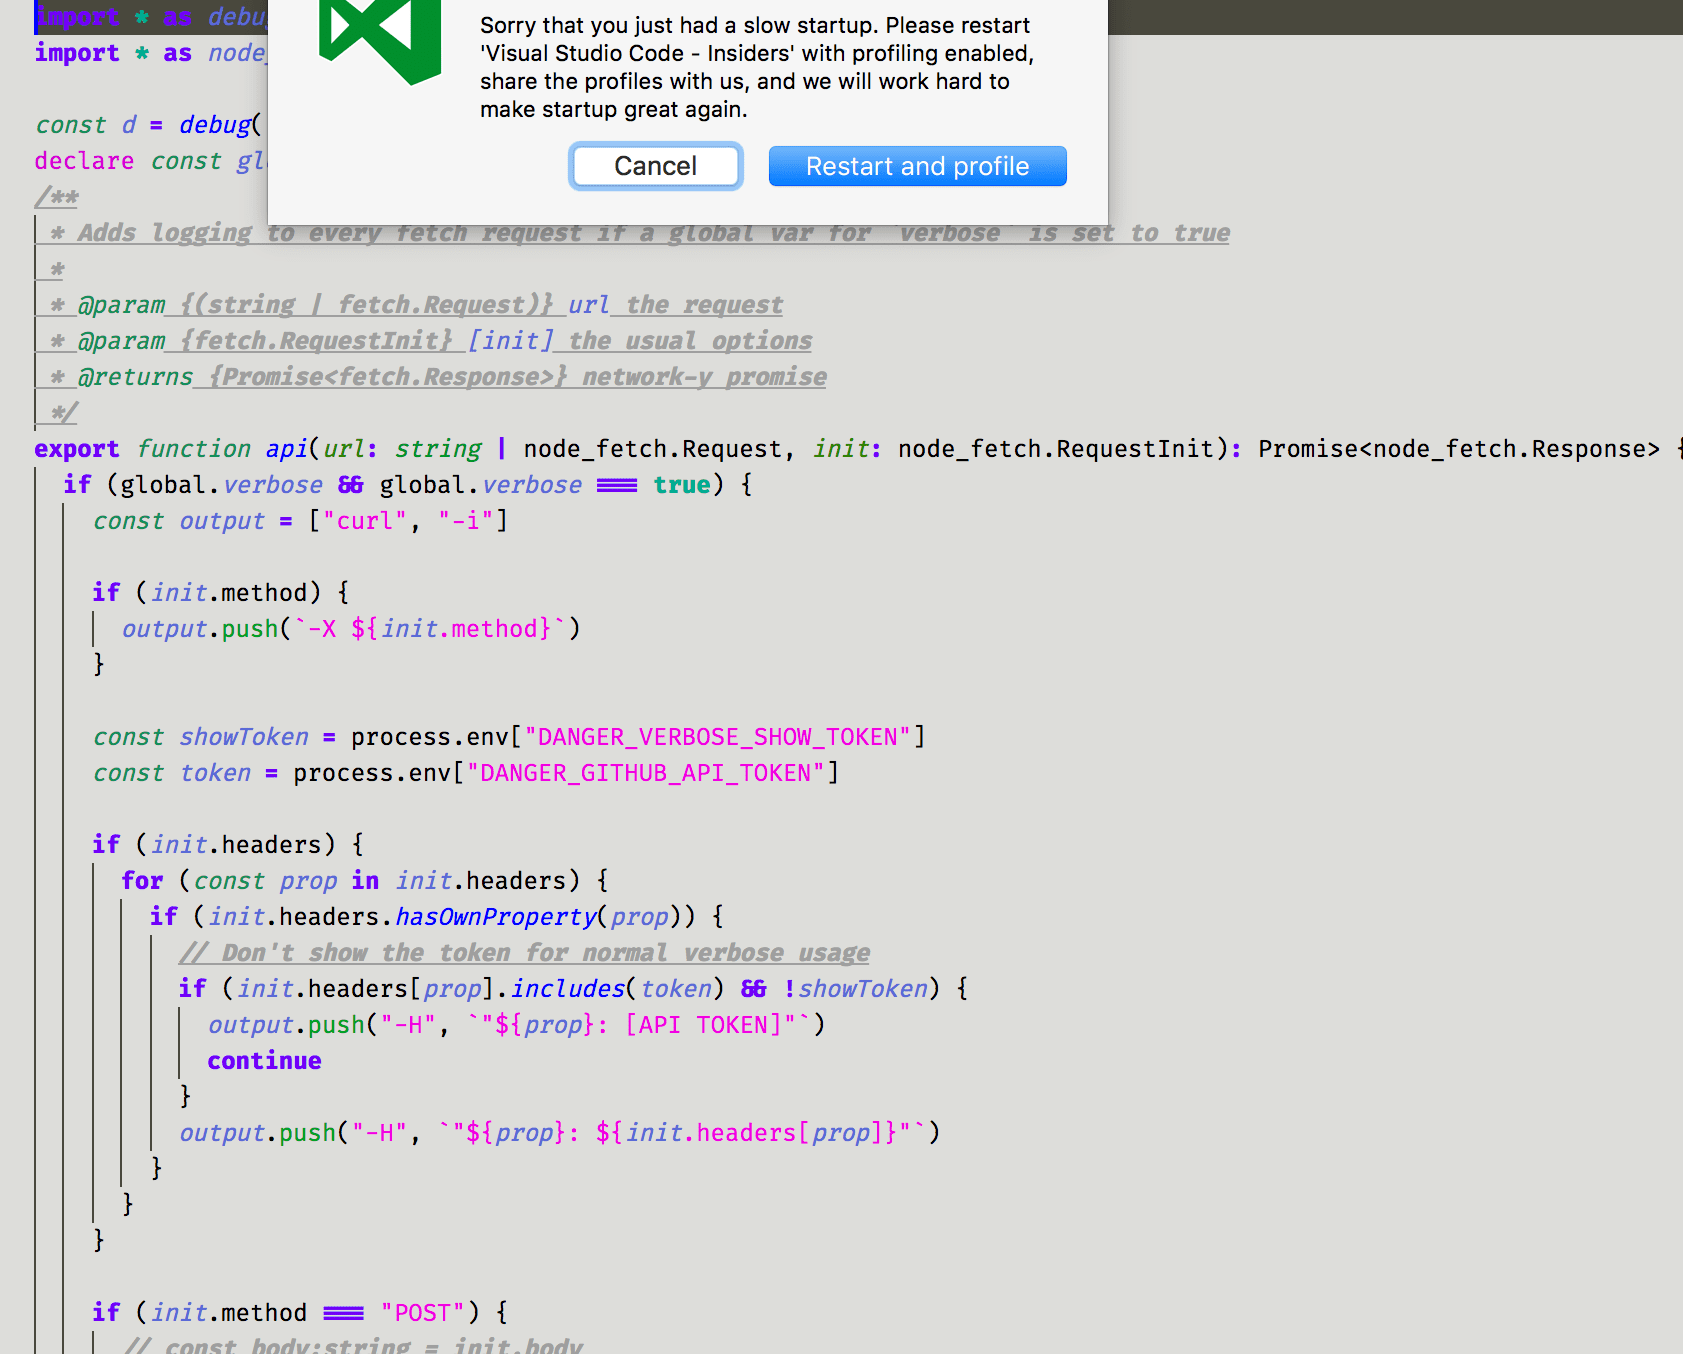 import * as debug
Sorry that you just had a slow startup. Please restart
'Visual Studio Code - Insiders' with profiling enabled,
share the profiles with us, and we will work hard to
make startup great again.
Cancel
Restart and profile
import * as node_
const d = debug(
declare const glo
/**
* Adds logging to every fetch request if a global var for `verbose` is set to true
*
* @param {(string | fetch.Request)} url the request
* @param {fetch.RequestInit} [init] the usual options
* @returns {Promise<fetch.Response>} network-y promise
*/
export function api(url: string | node_fetch.Request, init: node_fetch.RequestInit): Promise<node_fetch.Response> {
if (global.verbose && global.verbose === true) {
const output = ["curl", "-i"]
if (init.method) {
output.push(`-X ${init.method}`)
}
const showToken = process.env["DANGER_VERBOSE_SHOW_TOKEN"]
const token = process.env["DANGER_GITHUB_API_TOKEN"]
if (init.headers) {
for (const prop in init.headers) {
if (init.headers.hasOwnProperty(prop)) {
// Don't show the token for normal verbose usage
if (init.headers[prop].includes(token) && !showToken) {
output.push("-H", `"${prop}: [API TOKEN]"`)
continue
}
output.push("-H", `"${prop}: ${init.headers[prop]}"`)
}
}
}
if (init.method === "POST") {
// const body:string = init.body